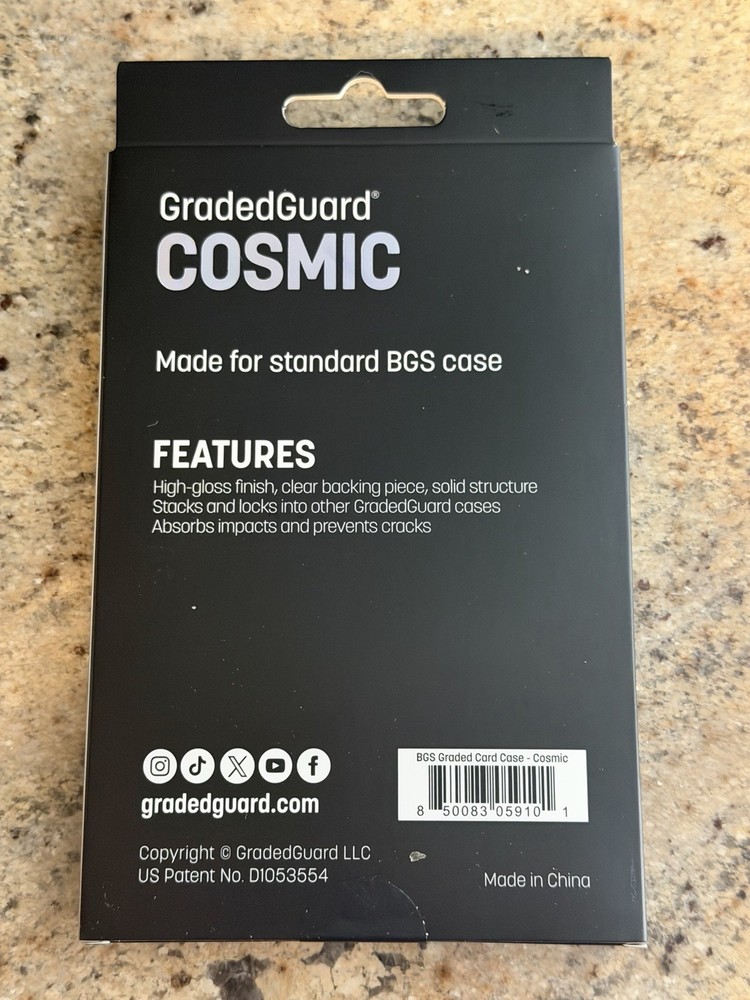 GradedGuard®
COSMIC
Made for standard BGS case
FEATURES
High-gloss finish, clear backing piece, solid structure
Stacks and locks into other GradedGuard cases
Absorbs impacts and prevents cracks
gradedguard.com
BGS Graded Card Case - Cosmic
8 50083 05910 1
Copyright © GradedGuard LLC
US Patent No. D1053554
Made in China